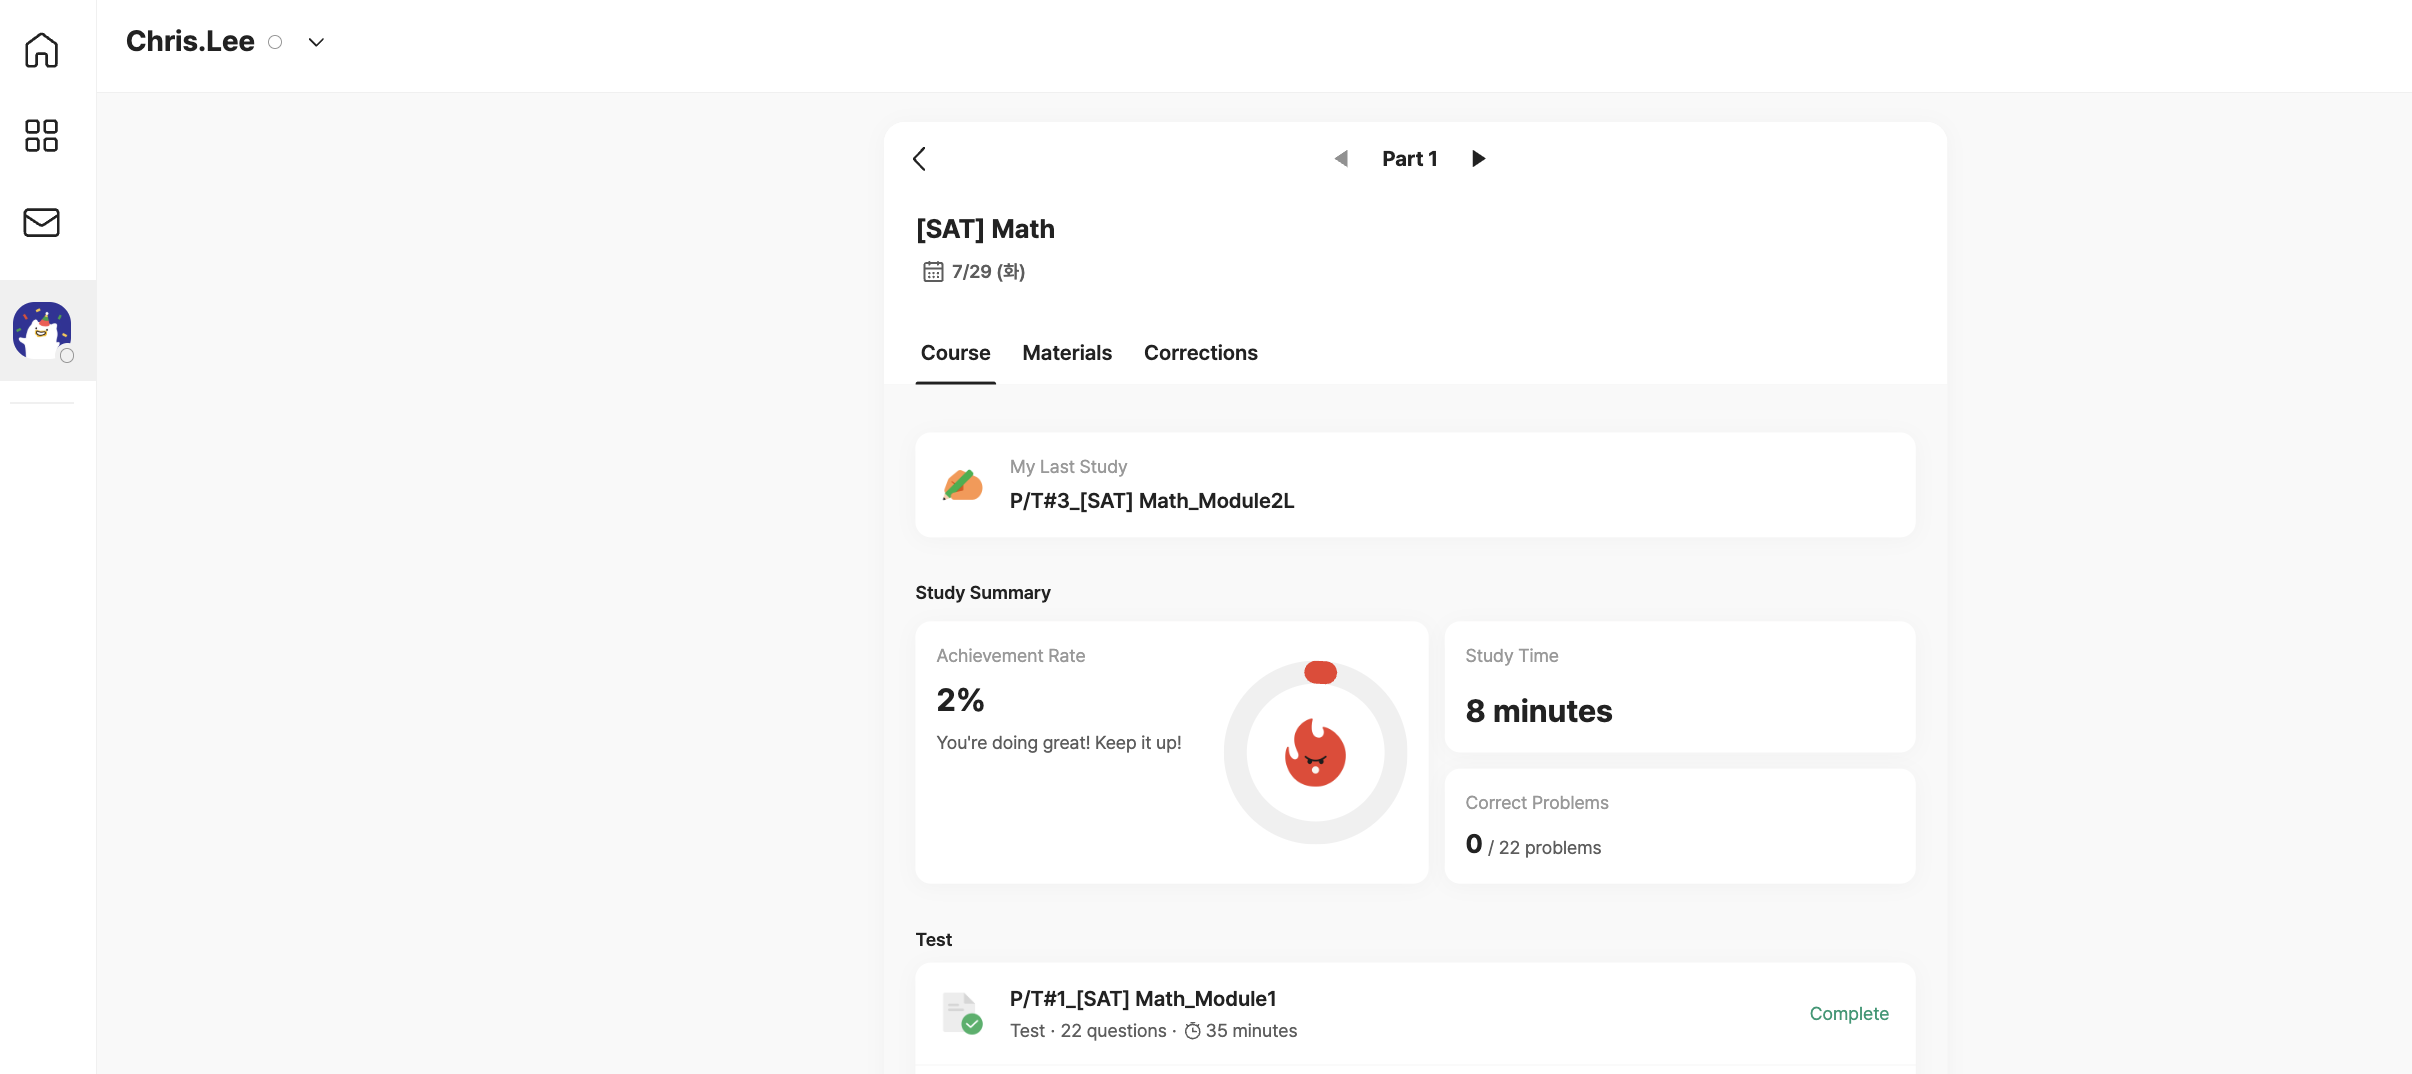 Chris.Lee
Part 1
[SAT] Math
7/29 (화)
Course
Materials
Corrections
My Last Study
P/T#3_[SAT] Math_Module2L
Study Summary
Achievement Rate
2%
You're doing great! Keep it up!
Study Time
8 minutes
Correct Problems
0 / 22 problems
Test
P/T#1_[SAT] Math_Module1
Test · 22 questions · 35 minutes
Complete